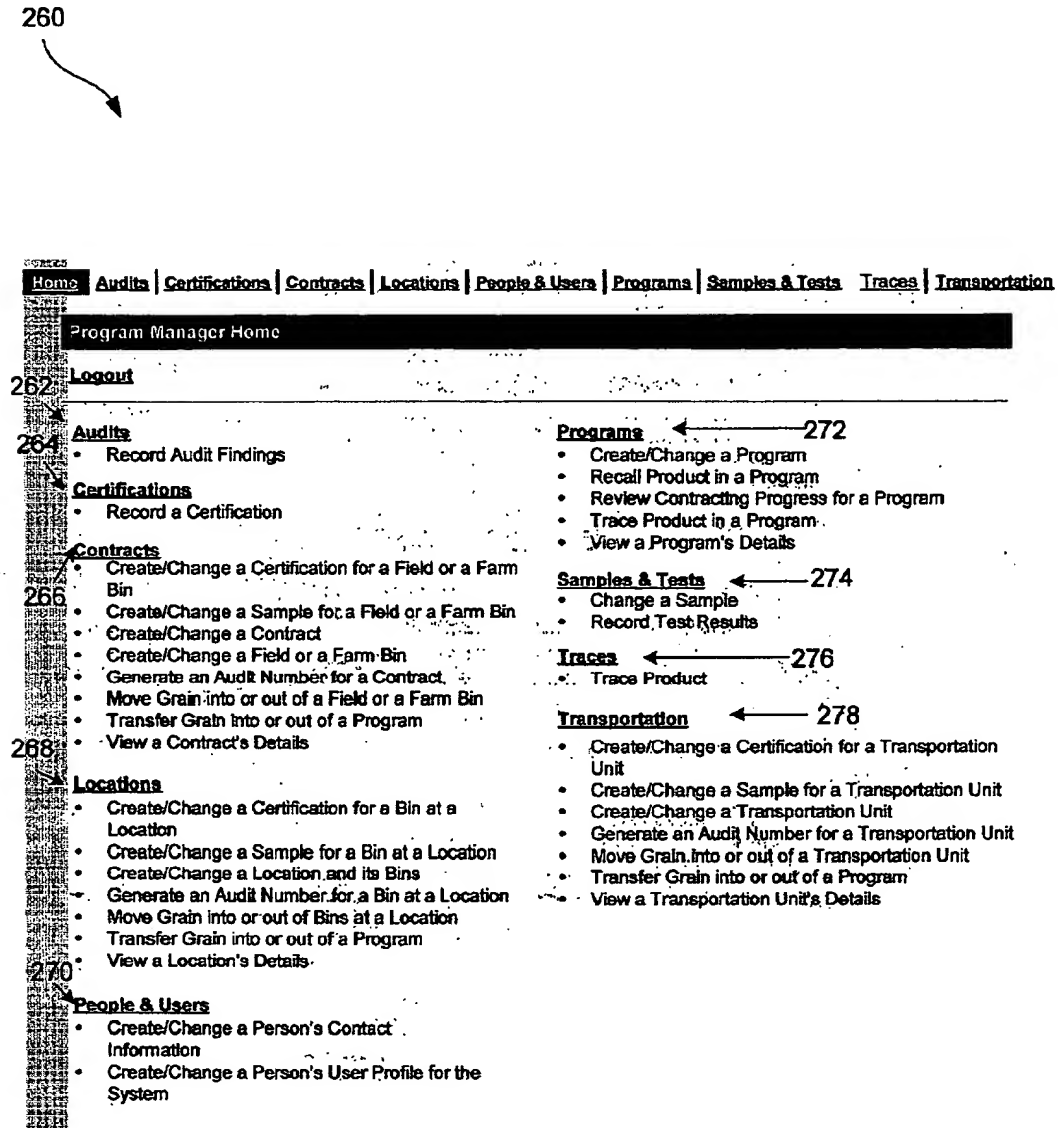 260
Home Audits Certifications Contracts Locations People & Users Programs Samples & Tests Traces Transportation
Program Manager Home
Logout
262
Audits
264
• Record Audit Findings
Certifications
• Record a Certification
Contracts
266
• Create/Change a Certification for a Field or a Farm
Bin
• Create/Change a Sample for a Field or a Farm Bin
• Create/Change a Contract
• Create/Change a Field or a Farm Bin
• Generate an Audit Number for a Contract
• Move Grain into or out of a Field or a Farm Bin
• Transfer Grain into or out of a Program
• View a Contract's Details
268
Locations
• Create/Change a Certification for a Bin at a
Location
• Create/Change a Sample for a Bin at a Location
• Create/Change a Location and its Bins
• Generate an Audit Number for a Bin at a Location
• Move Grain into or out of Bins at a Location
• Transfer Grain into or out of a Program
• View a Location's Details
270
People & Users
• Create/Change a Person's Contact
Information
• Create/Change a Person's User Profile for the
System
Programs 272
• Create/Change a Program
• Recall Product in a Program
• Review Contracting Progress for a Program
• Trace Product in a Program
• View a Program's Details
Samples & Tests 274
• Change a Sample
• Record Test Results
Traces 276
• Trace Product
Transportation 278
• Create/Change a Certification for a Transportation
Unit
• Create/Change a Sample for a Transportation Unit
• Create/Change a Transportation Unit
• Generate an Audit Number for a Transportation Unit
• Move Grain into or out of a Transportation Unit
• Transfer Grain into or out of a Program
• View a Transportation Unit's Details